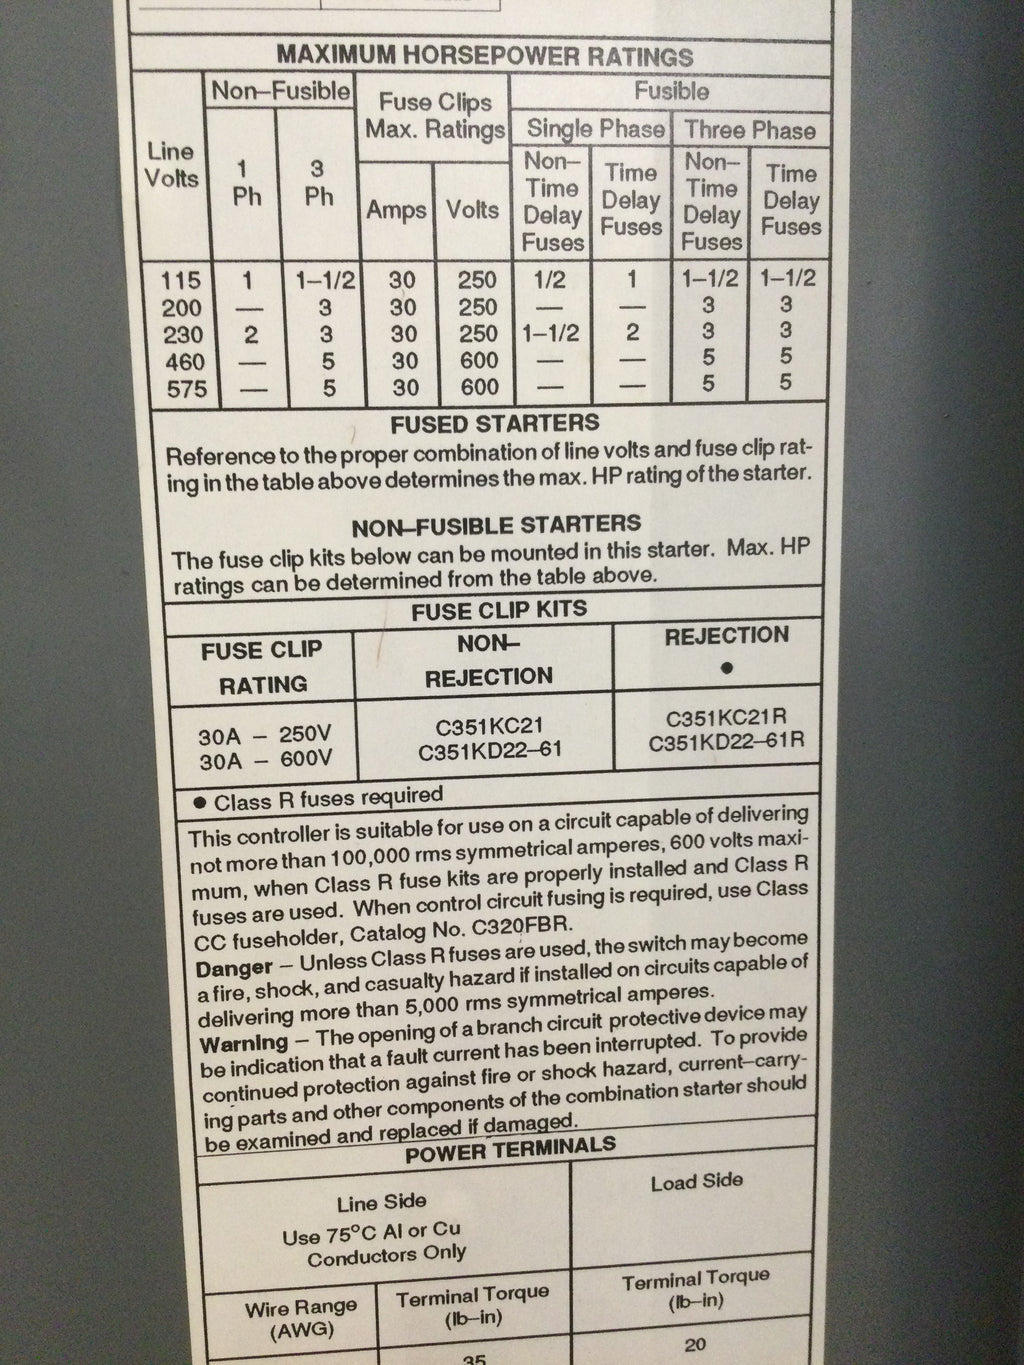 MAXIMUM HORSEPOWER RATINGS
Line Volts | Non–Fusible | Fuse Clips Max. Ratings | Fusible
Single Phase | Three Phase
1 Ph | 3 Ph | Amps | Volts | Non–Time Delay Fuses | Time Delay Fuses | Non–Time Delay Fuses | Time Delay Fuses
115 | 1 | 1–1/2 | 30 | 250 | 1/2 | 1 | 1–1/2 | 1–1/2
200 | — | 3 | 30 | 250 | — | — | 3 | 3
230 | 2 | 3 | 30 | 250 | 1–1/2 | 2 | 3 | 3
460 | — | 5 | 30 | 600 | — | — | 5 | 5
575 | — | 5 | 30 | 600 | — | — | 5 | 5
FUSED STARTERS
Reference to the proper combination of line volts and fuse clip rat-
ing in the table above determines the max. HP rating of the starter.
NON–FUSIBLE STARTERS
The fuse clip kits below can be mounted in this starter. Max. HP
ratings can be determined from the table above.
FUSE CLIP KITS
FUSE CLIP RATING | NON–REJECTION | REJECTION ●
30A – 250V | C351KC21 | C351KC21R
30A – 600V | C351KD22–61 | C351KD22–61R
● Class R fuses required
This controller is suitable for use on a circuit capable of delivering
not more than 100,000 rms symmetrical amperes, 600 volts maxi-
mum, when Class R fuse kits are properly installed and Class R
fuses are used. When control circuit fusing is required, use Class
CC fuseholder, Catalog No. C320FBR.
Danger – Unless Class R fuses are used, the switch may become
a fire, shock, and casualty hazard if installed on circuits capable of
delivering more than 5,000 rms symmetrical amperes.
Warning – The opening of a branch circuit protective device may
be indication that a fault current has been interrupted. To provide
continued protection against fire or shock hazard, current–carry-
ing parts and other components of the combination starter should
be examined and replaced if damaged.
POWER TERMINALS
Line Side
Use 75°C Al or Cu
Conductors Only
Load Side
Wire Range (AWG) | Terminal Torque (lb–in) | Terminal Torque (lb–in)
35 | 20